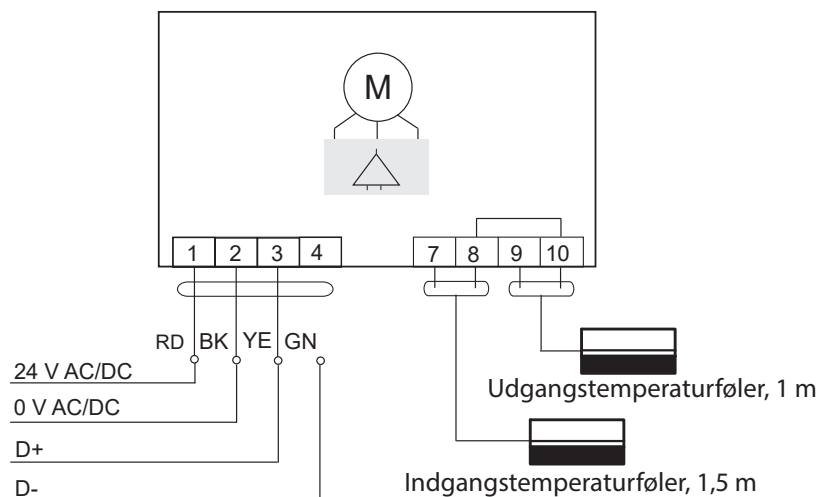 M
1 2 3 4 7 8 9 10
RD BK YE GN
24 V AC/DC
0 V AC/DC
D+
D-
Udgangstemperaturføler, 1 m
Indgangstemperaturføler, 1,5 m